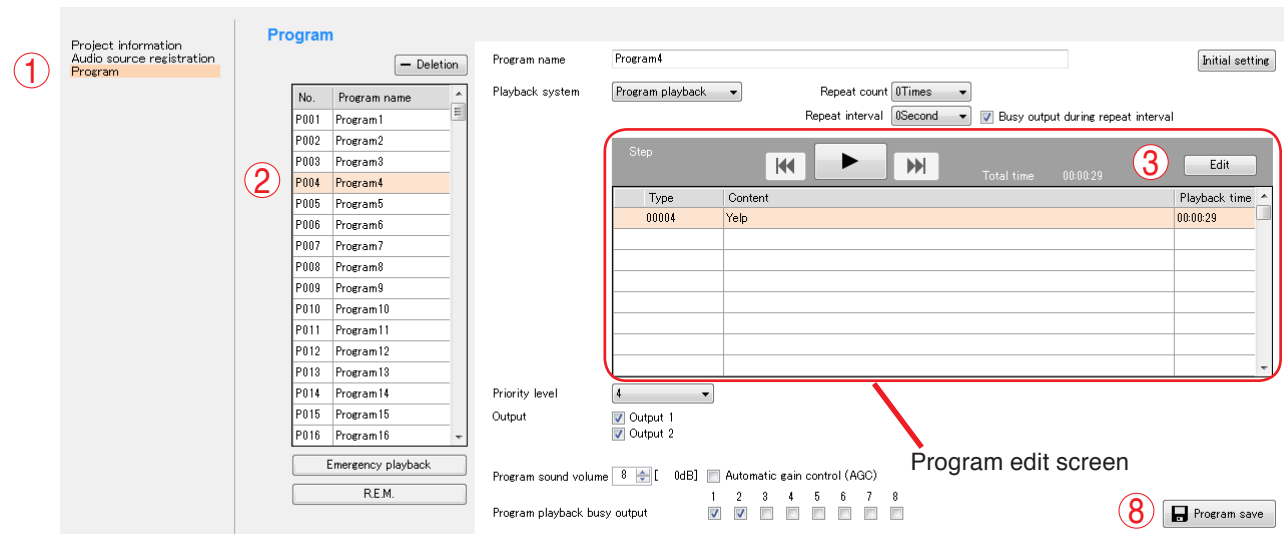 Project information
Audio source registration
Program
①
Program
Deletion
No. Program name
P001 Program1
P002 Program2
P003 Program3
P004 Program4
P005 Program5
P006 Program6
P007 Program7
P008 Program8
P009 Program9
P010 Program10
P011 Program11
P012 Program12
P013 Program13
P014 Program14
P015 Program15
P016 Program16
②
Emergency playback
R.E.M.
Program name Program4 Initial setting
Playback system Program playback Repeat count 0Times
Repeat interval 0Second Busy output during repeat interval
Step
Total time 00:00:29 ③ Edit
Type Content Playback time
00004 Yelp 00:00:29
Priority level 4
Output Output 1
Output 2
Program edit screen
Program sound volume 8 [ 0dB] Automatic gain control (AGC)
1 2 3 4 5 6 7 8
Program playback busy output
⑧ Program save